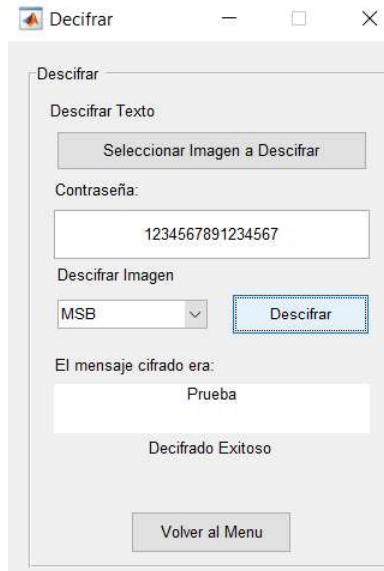 Decifrar
Descifrar
Descifrar Texto
Seleccionar Imagen a Descifrar
Contraseña:
1234567891234567
Descifrar Imagen
MSB
Descifrar
El mensaje cifrado era:
Prueba
Decifrado Exitoso
Volver al Menu